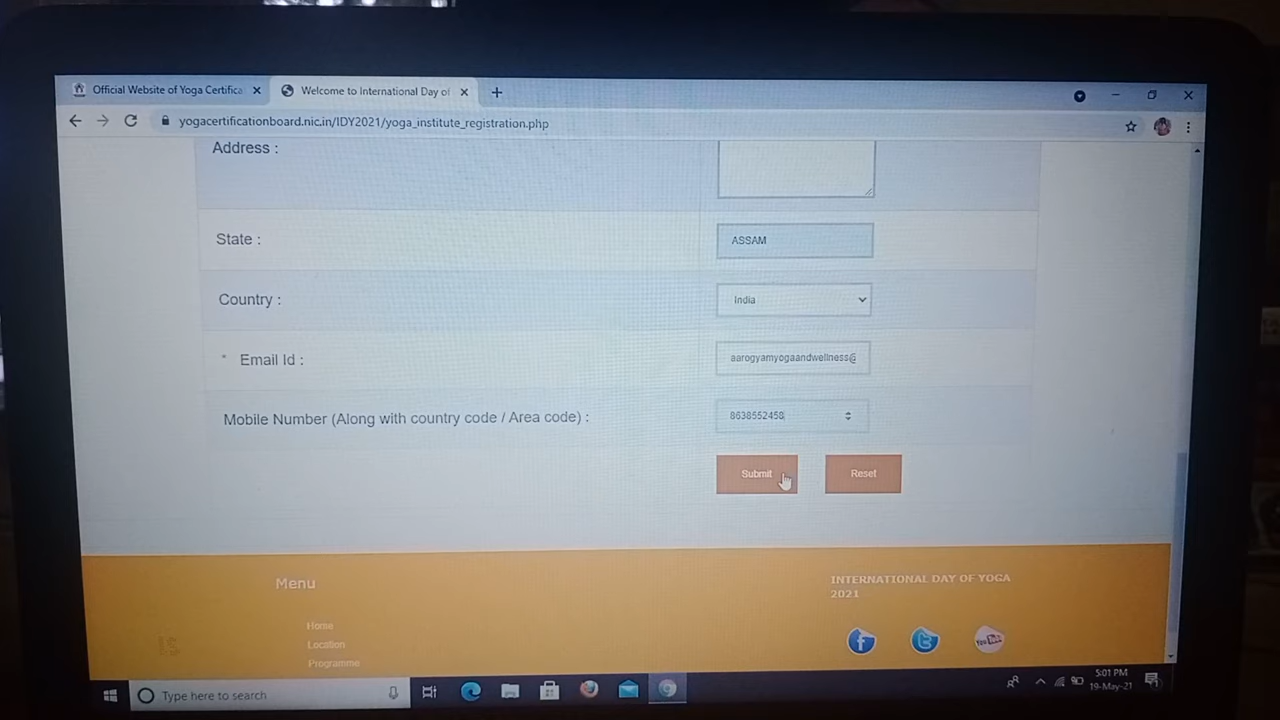 Official Website of Yoga Certifica
Welcome to International Day of
yogacertificationboard.nic.in/IDY2021/yoga_institute_registration.php
Address :
State :
ASSAM
Country :
India
* Email Id :
aarogyamyogaandwellness@
Mobile Number (Along with country code / Area code) :
8638552458
Submit
Reset
Menu
INTERNATIONAL DAY OF YOGA
2021
Home
Location
Programme
You Tube
Type here to search
5:01 PM
19-May-21